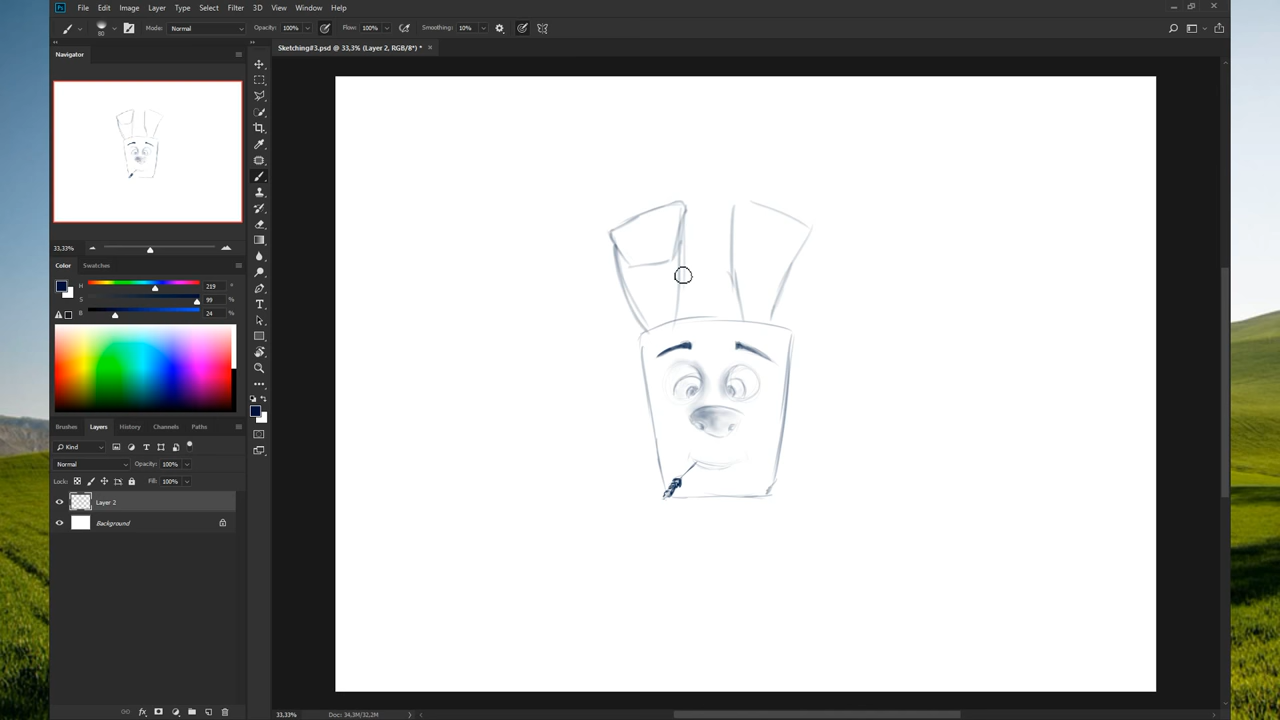 Ps File Edit Image Layer Type Select Filter 3D View Window Help
80 Mode: Normal Opacity: 100% Flow: 100% Smoothing: 10%
Sketching#3.psd @ 33,3% (Layer 2, RGB/8*) * ×
Navigator
33,33%
Color Swatches
H 219 °
S 99 %
B 24 %
Brushes Layers History Channels Paths
Kind
Normal Opacity: 100%
Lock: Fill: 100%
Layer 2
Background
fx
33,33% Doc: 34,3M/32,2M